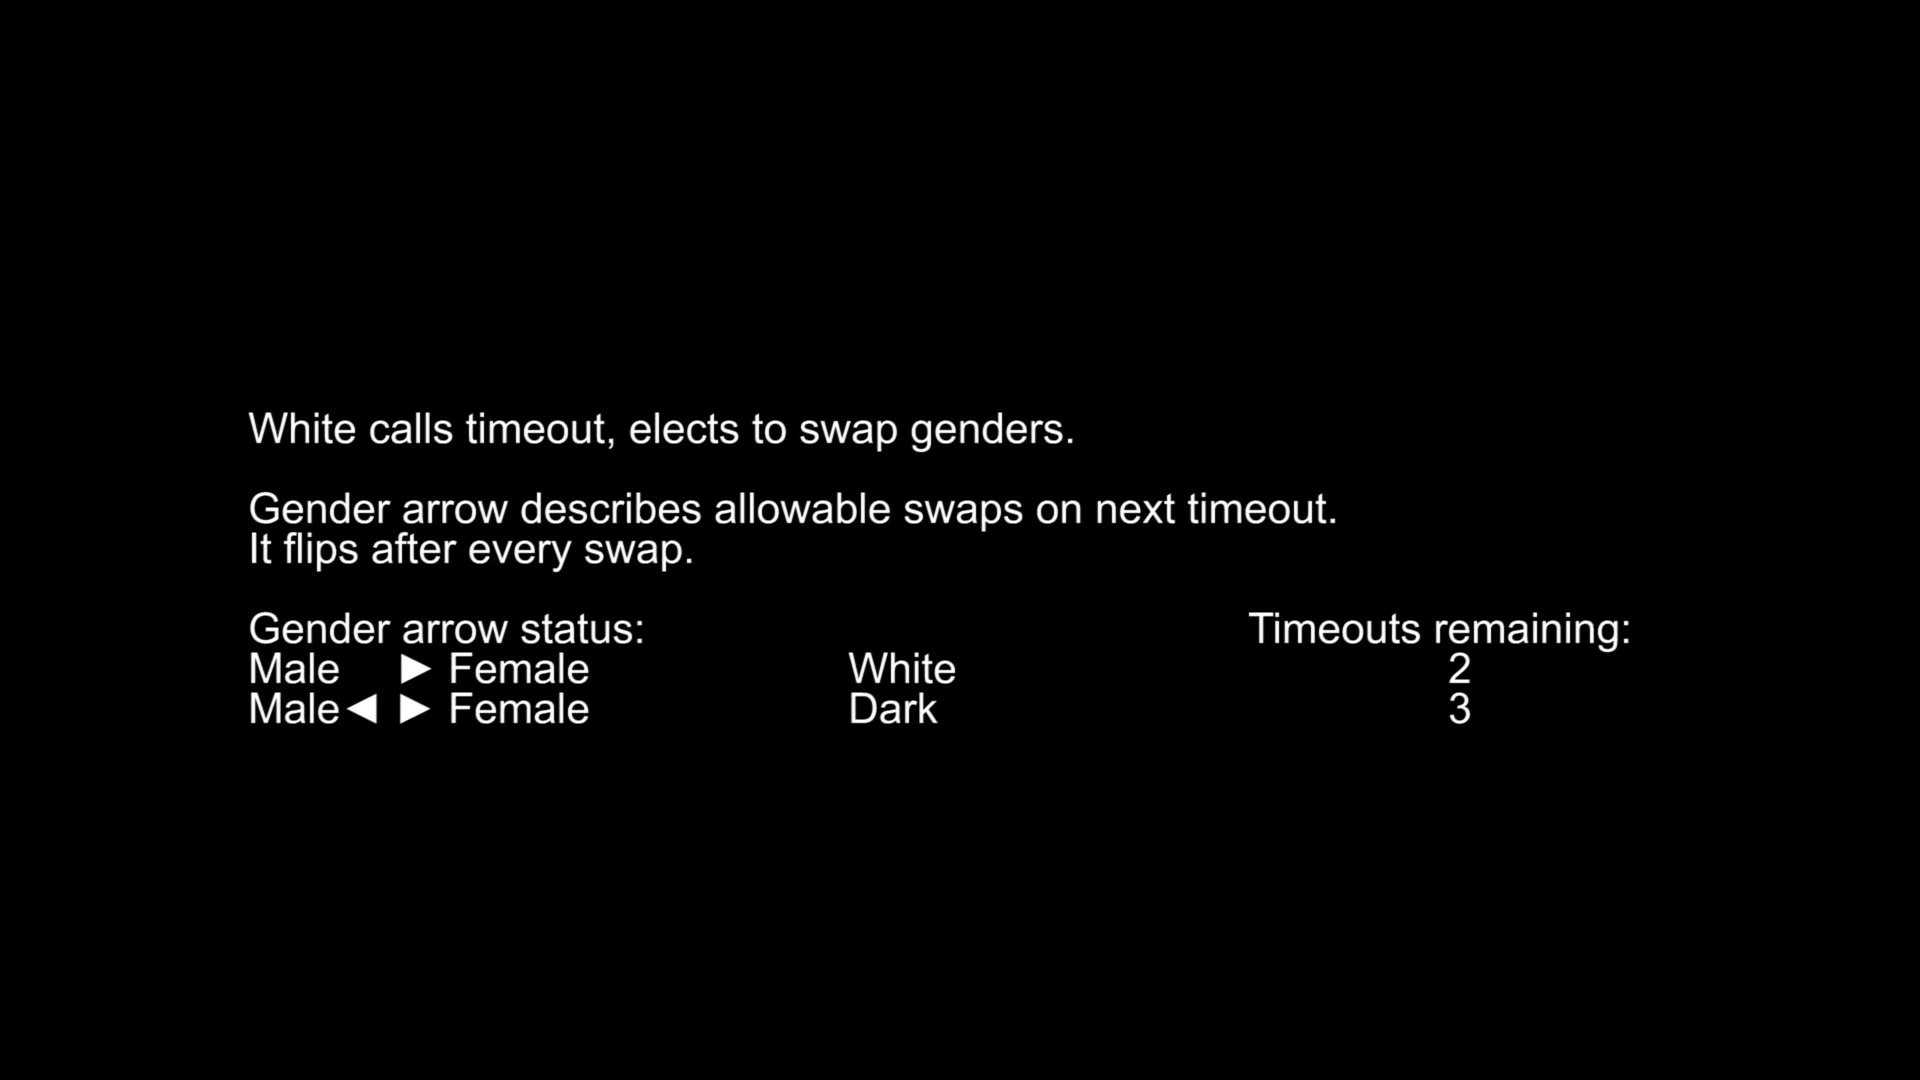 White calls timeout, elects to swap genders.
Gender arrow describes allowable swaps on next timeout.
It flips after every swap.
Gender arrow status: Timeouts remaining:
Male ► Female White 2
Male ◄ ► Female Dark 3